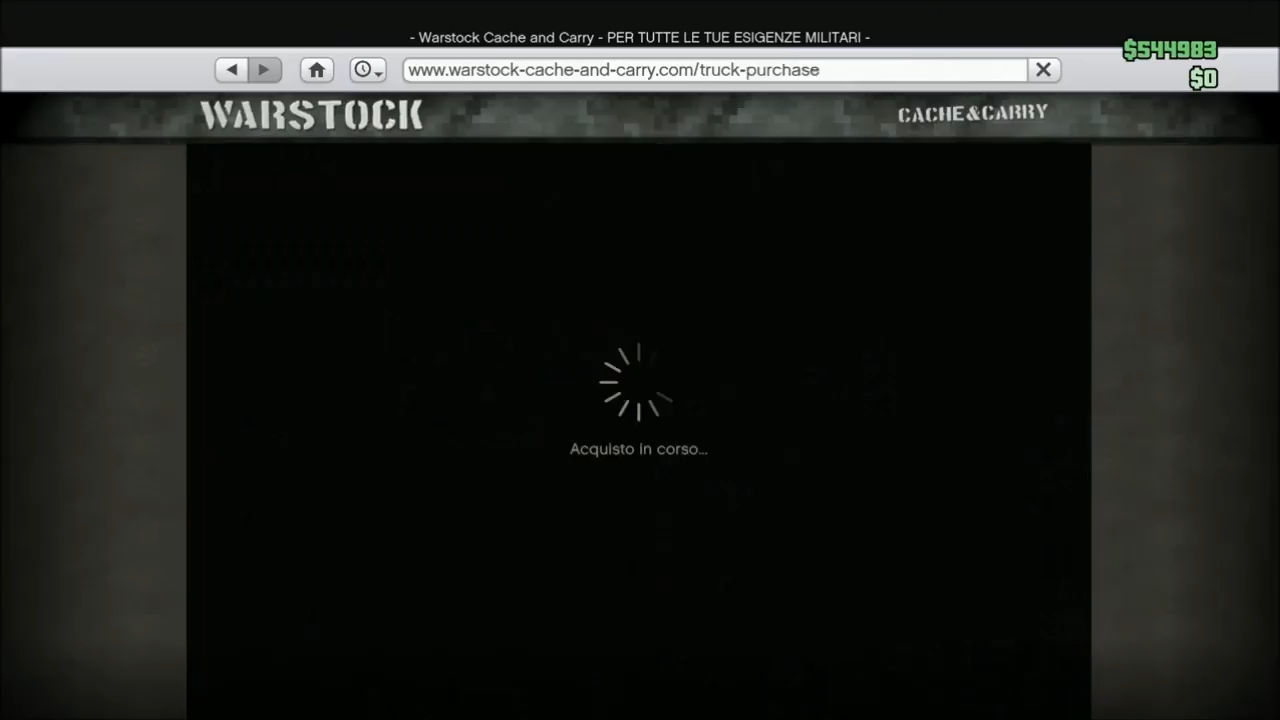 - Warstock Cache and Carry - PER TUTTE LE TUE ESIGENZE MILITARI -
$544983
www.warstock-cache-and-carry.com/truck-purchase
$0
WARSTOCK
CACHE&CARRY
Acquisto in corso...